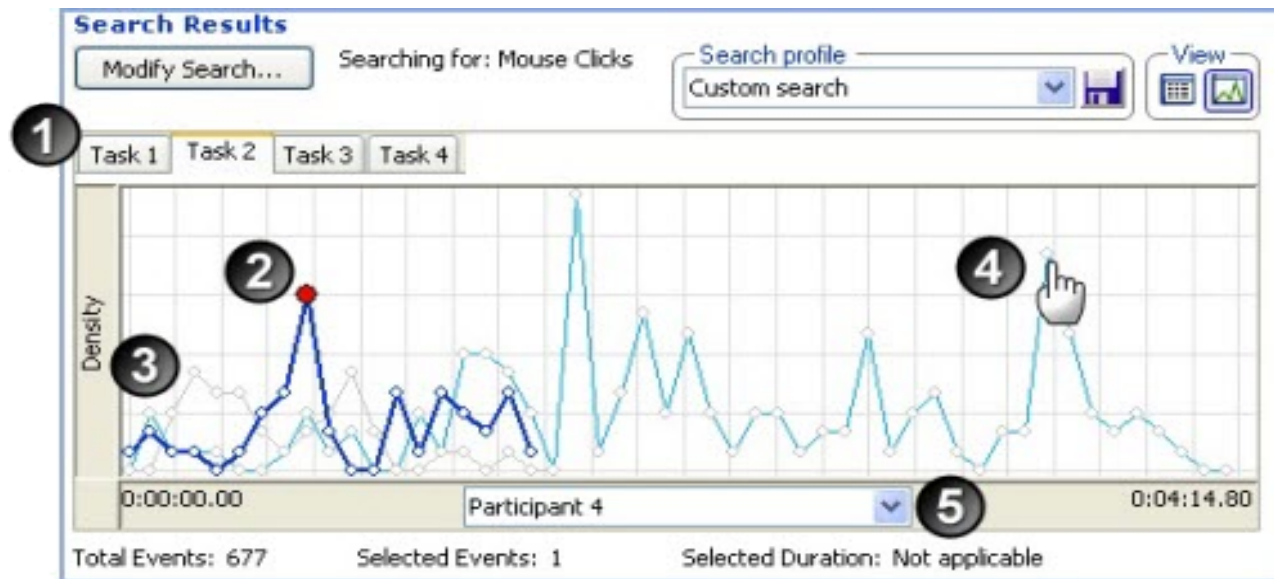 Search Results
Modify Search...
Searching for: Mouse Clicks
Search profile
Custom search
View
1
Task 1
Task 2
Task 3
Task 4
2
4
Density
3
0:00:00.00
Participant 4
5
0:04:14.80
Total Events: 677
Selected Events: 1
Selected Duration: Not applicable